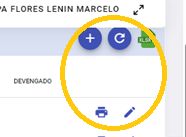 PA FLORES LENIN MARCELO
DEVENGADO